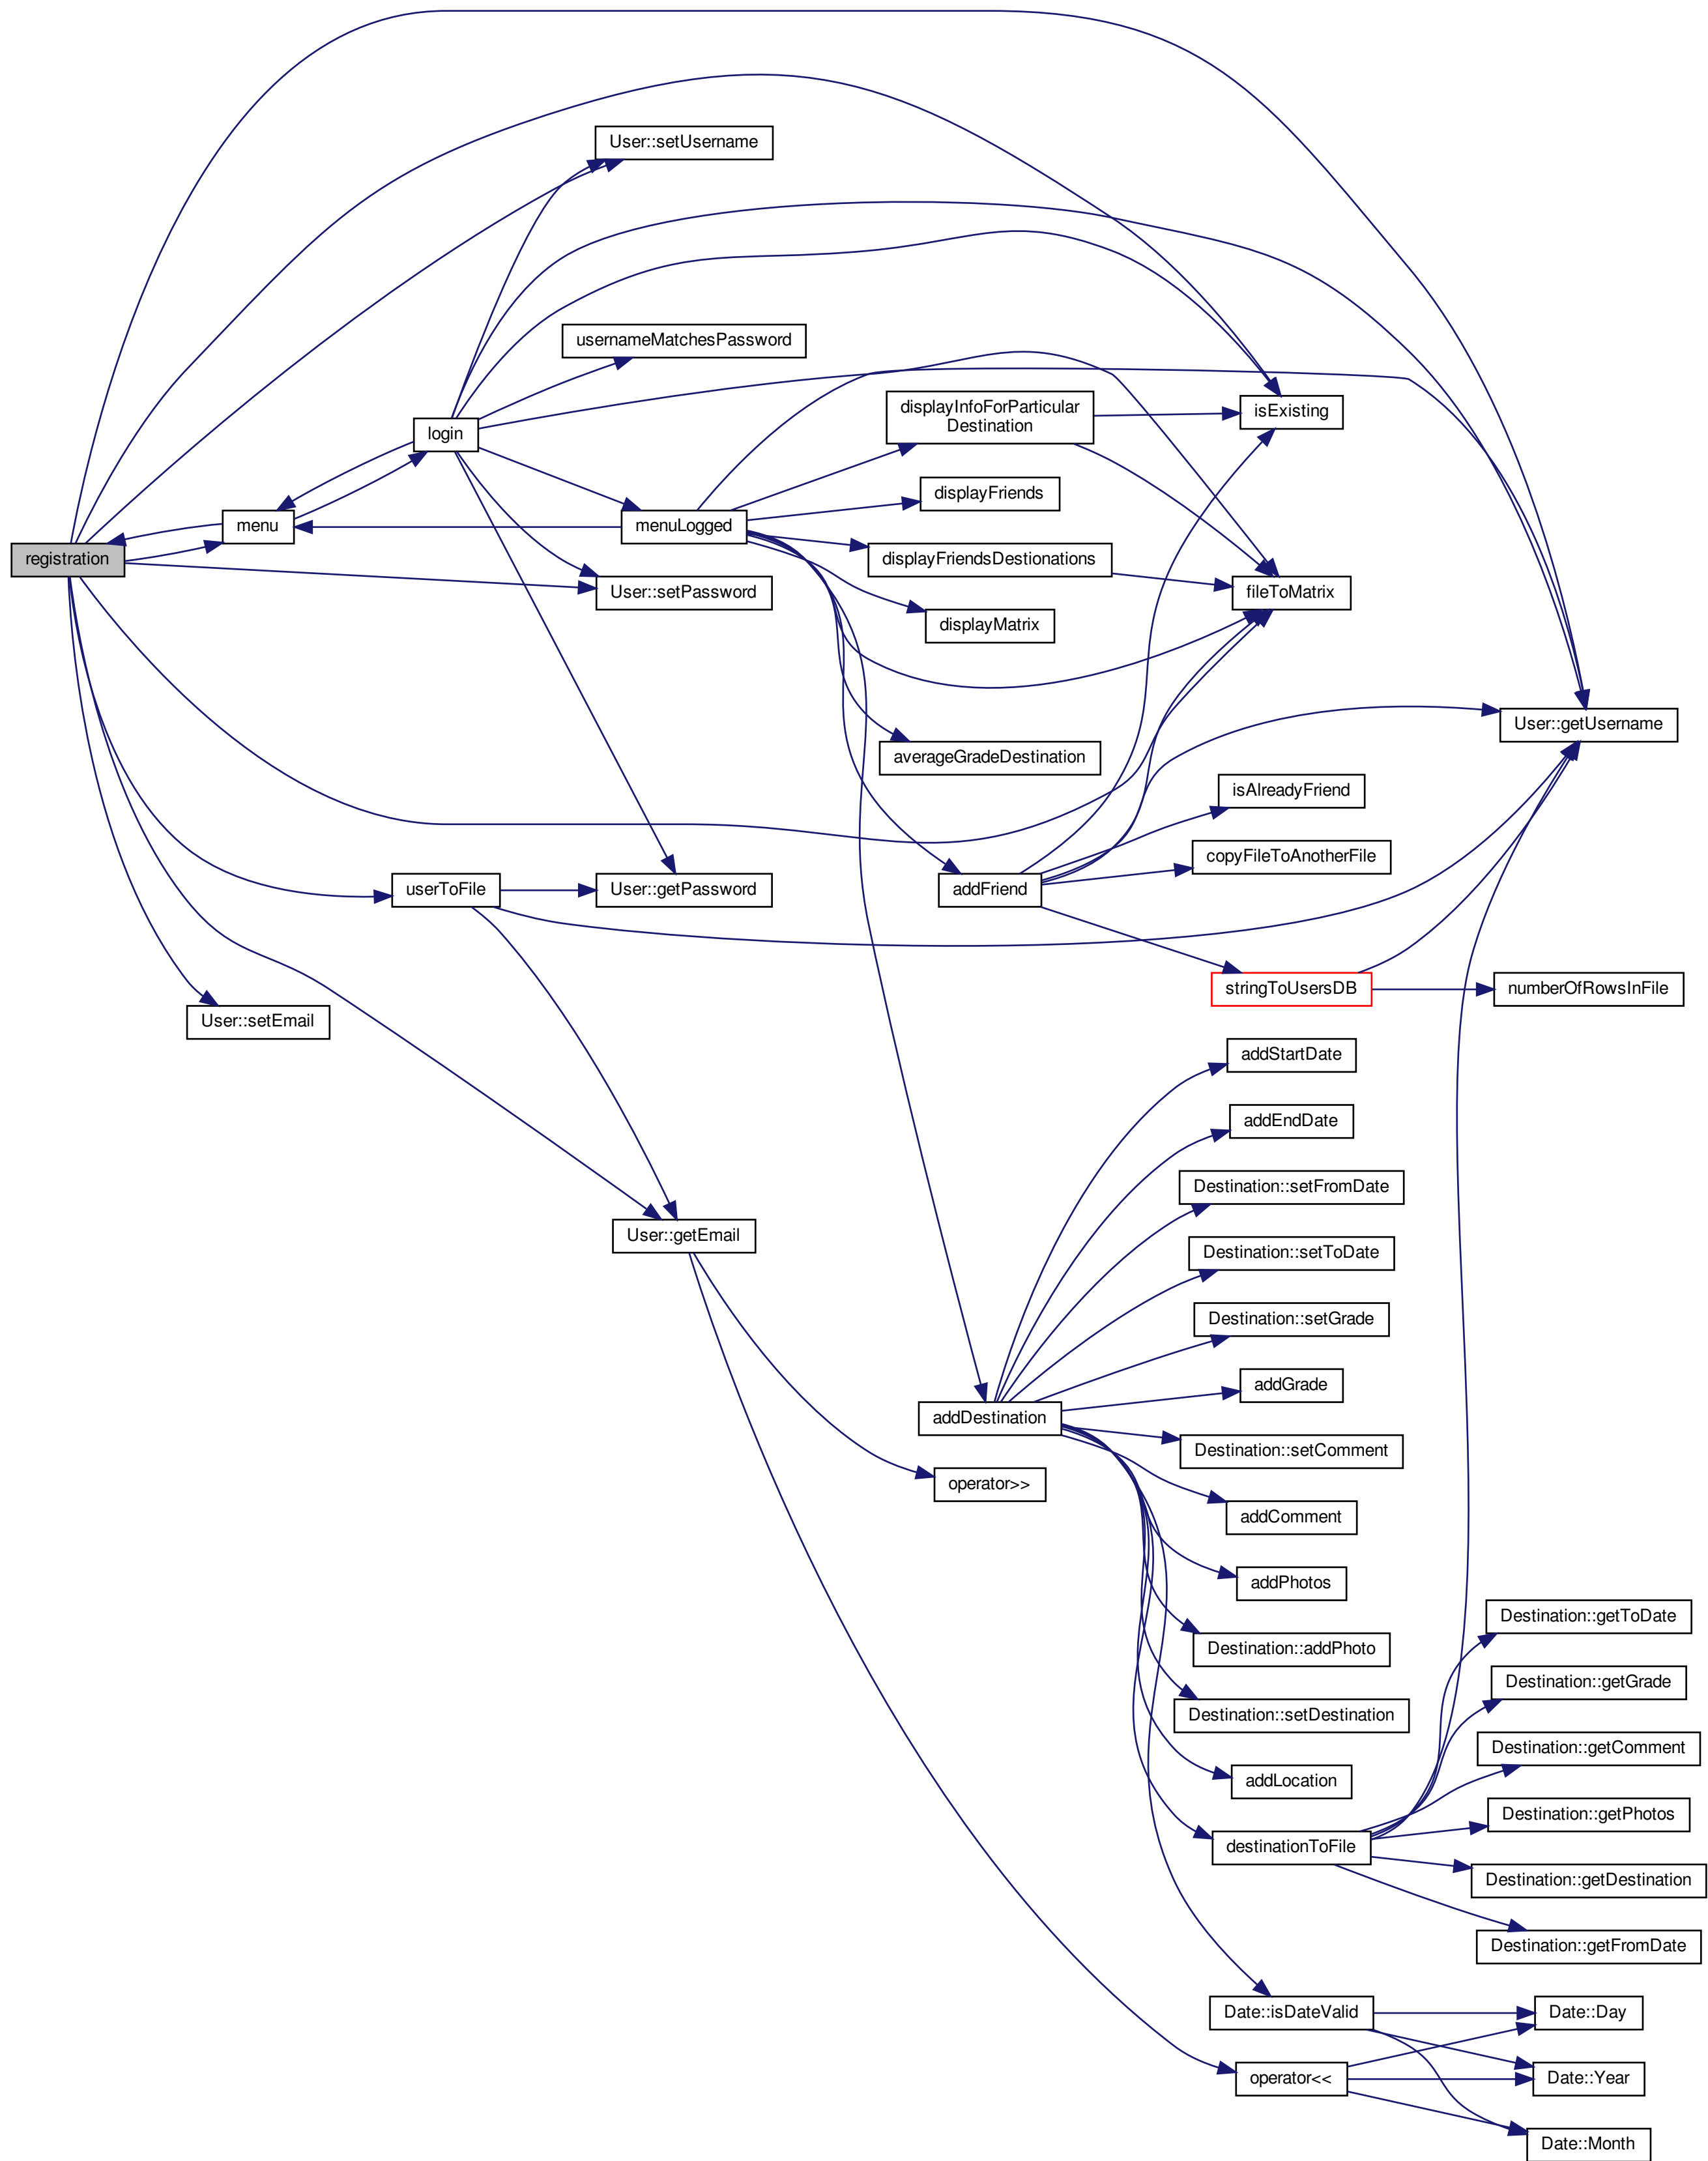 User::setUsername
usernameMatchesPassword
login
displayInfoForParticular
Destination
isExisting
displayFriends
menu
menuLogged
registration
displayFriendsDestionations
User::setPassword
fileToMatrix
displayMatrix
User::getUsername
averageGradeDestination
isAlreadyFriend
copyFileToAnotherFile
userToFile
User::getPassword
addFriend
stringToUsersDB
numberOfRowsInFile
User::setEmail
addStartDate
addEndDate
Destination::setFromDate
User::getEmail
Destination::setToDate
Destination::setGrade
addGrade
addDestination
Destination::setComment
operator>>
addComment
addPhotos
Destination::getToDate
Destination::addPhoto
Destination::getGrade
Destination::setDestination
Destination::getComment
addLocation
Destination::getPhotos
destinationToFile
Destination::getDestination
Destination::getFromDate
Date::isDateValid
Date::Day
operator<<
Date::Year
Date::Month